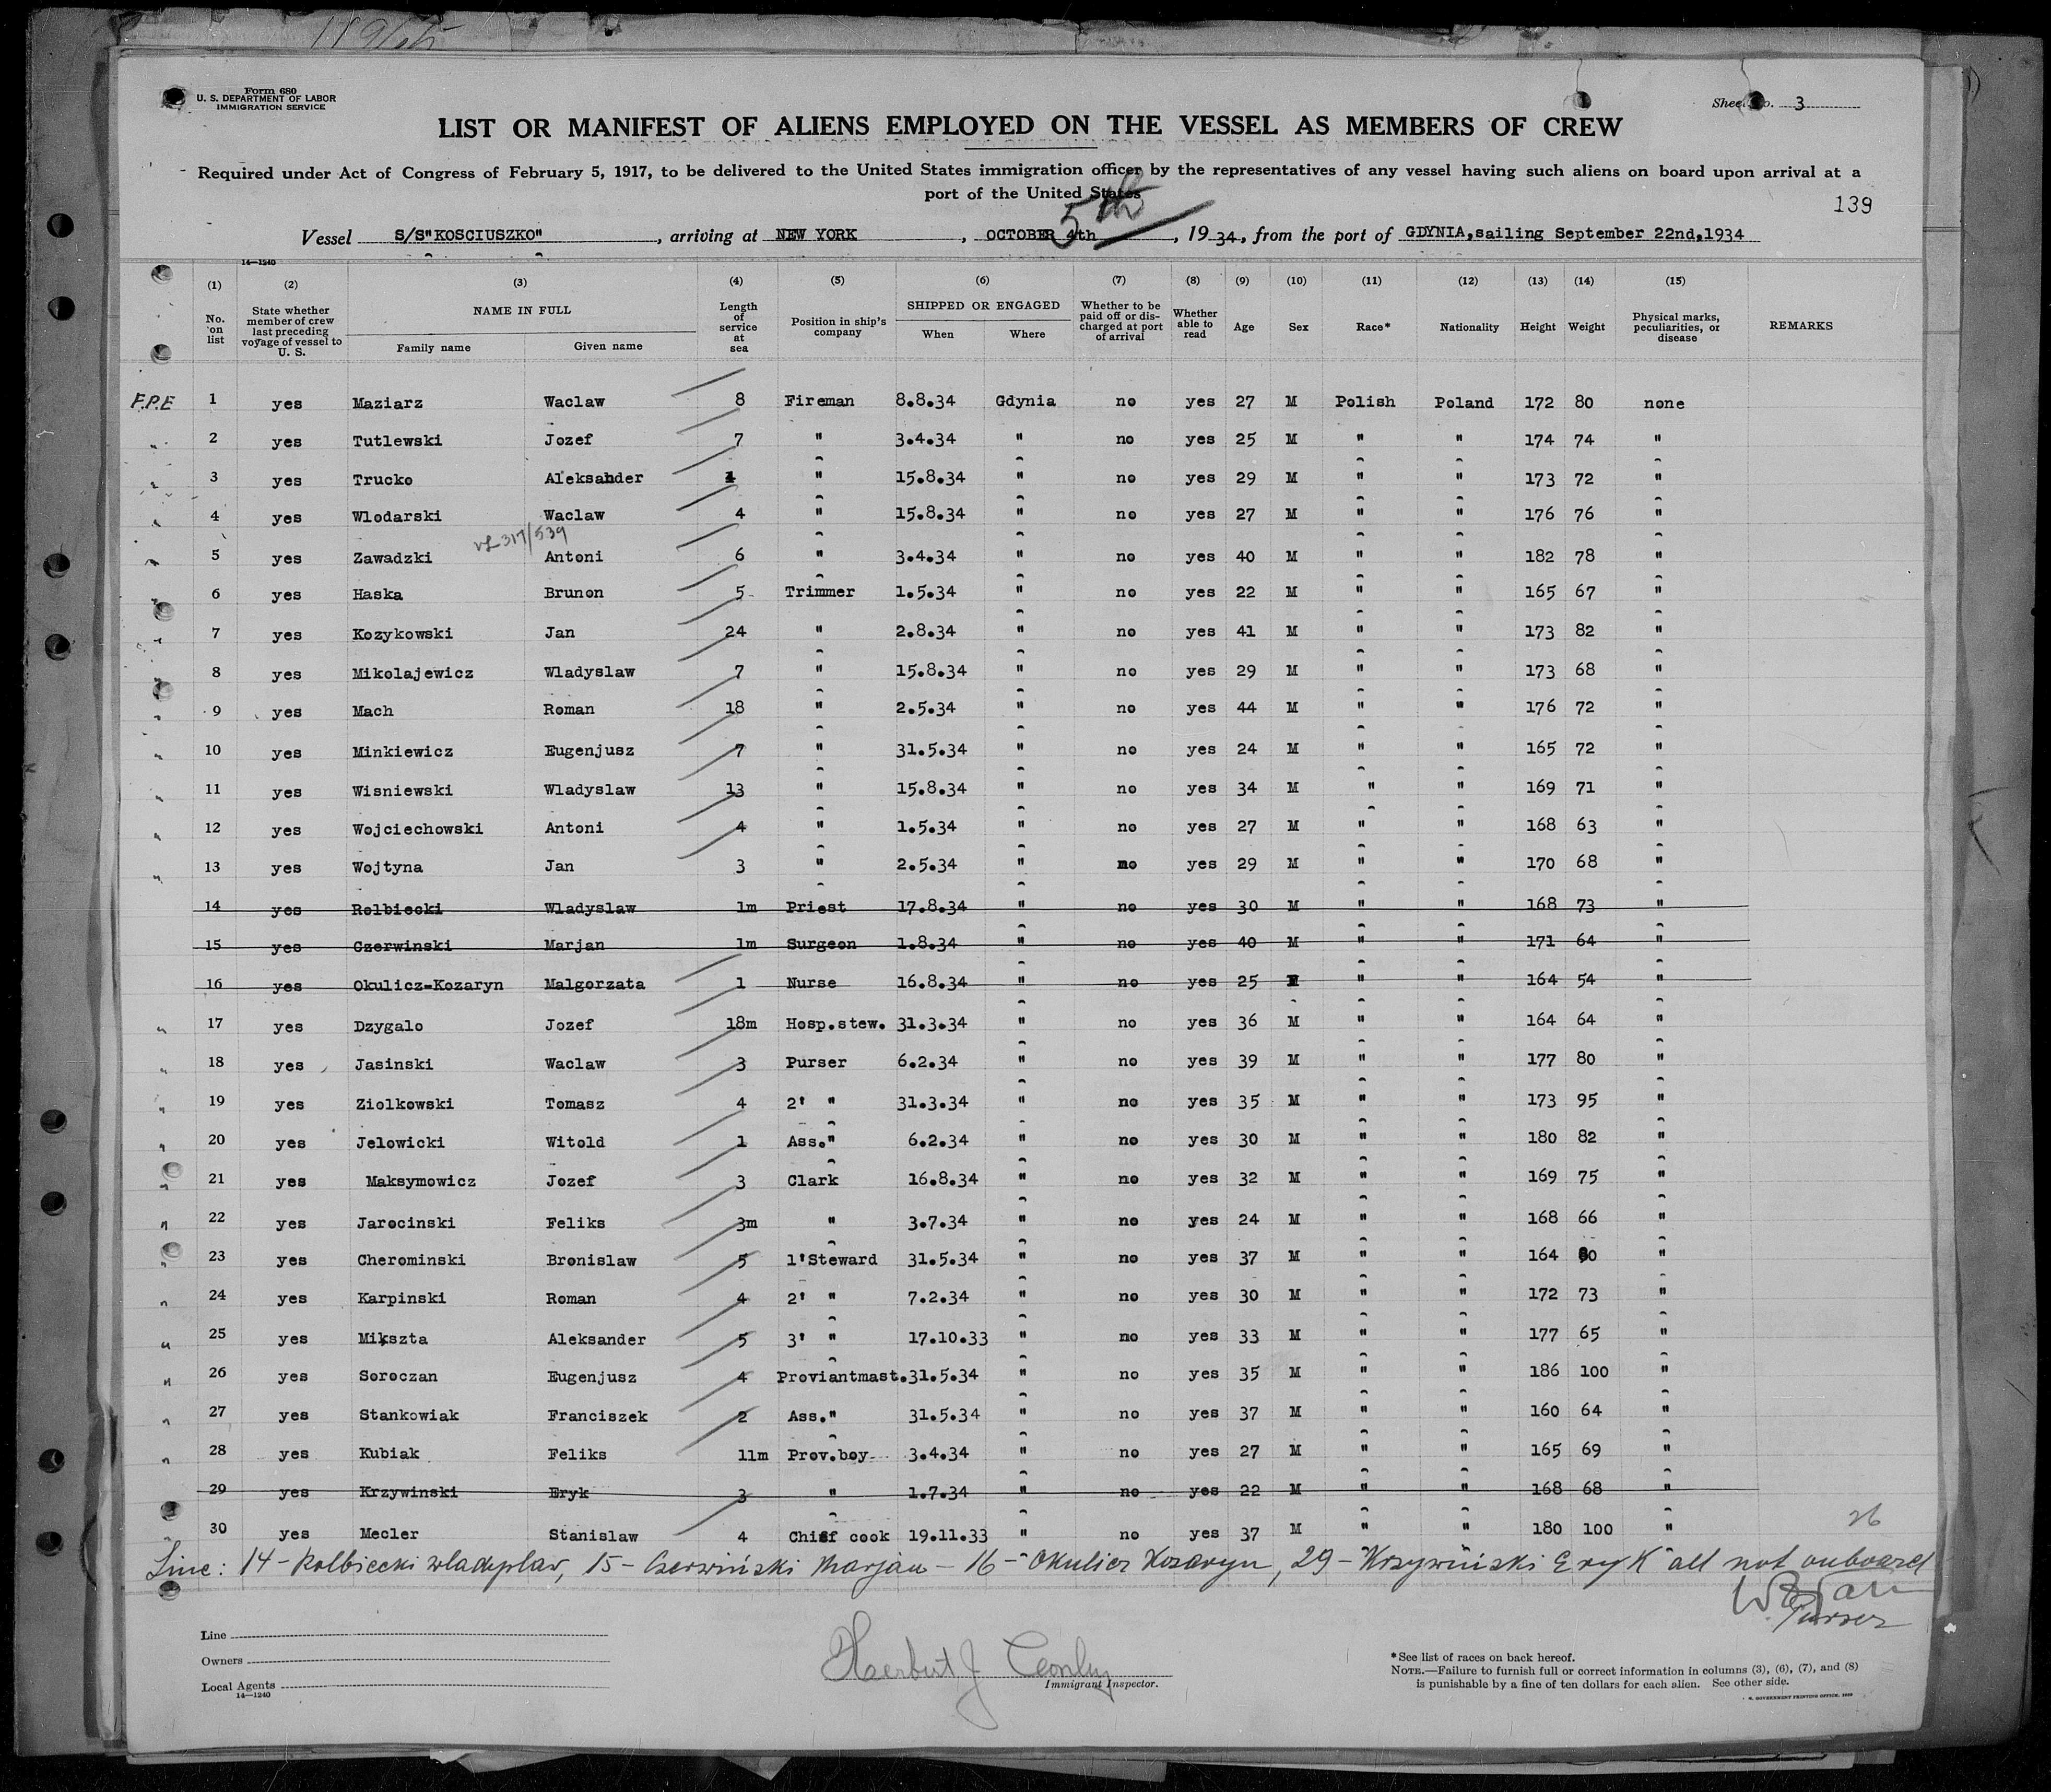 119/55
Form 680
U. S. DEPARTMENT OF LABOR
IMMIGRATION SERVICE
Sheet No. 3
LIST OR MANIFEST OF ALIENS EMPLOYED ON THE VESSEL AS MEMBERS OF CREW
Required under Act of Congress of February 5, 1917, to be delivered to the United States immigration officer by the representatives of any vessel having such aliens on board upon arrival at a
port of the United States
139
5th
Vessel S/S"KOSCIUSZKO", arriving at NEW YORK, OCTOBER 4th, 1934, from the port of GDYNIA,sailing September 22nd,1934
14—1240
(1) (2) (3) (4) (5) (6) (7) (8) (9) (10) (11) (12) (13) (14) (15)
No. on list State whether member of crew last preceding voyage of vessel to U. S. NAME IN FULL Family name Given name Length of service at sea Position in ship's company SHIPPED OR ENGAGED When Where Whether to be paid off or discharged at port of arrival Whether able to read Age Sex Race* Nationality Height Weight Physical marks, peculiarities, or disease REMARKS
F.P.E 1 yes Maziarz Waclaw 8 Fireman 8.8.34 Gdynia no yes 27 M Polish Poland 172 80 none
" 2 yes Tutlewski Jozef 7 " 3.4.34 " no yes 25 M " " 174 74 "
" 3 yes Trucko Aleksander 1 " 15.8.34 " no yes 29 M " " 173 72 "
" 4 yes Wlodarski Waclaw 4 " 15.8.34 " no yes 27 M " " 176 76 "
317/539
" 5 yes Zawadzki Antoni 6 " 3.4.34 " no yes 40 M " " 182 78 "
" 6 yes Haska Brunon 5 Trimmer 1.5.34 " no yes 22 M " " 165 67 "
" 7 yes Kozykowski Jan 24 " 2.8.34 " no yes 41 M " " 173 82 "
" 8 yes Mikolajewicz Wladyslaw 7 " 15.8.34 " no yes 29 M " " 173 68 "
" 9 yes Mach Roman 18 " 2.5.34 " no yes 44 M " " 176 72 "
" 10 yes Minkiewicz Eugenjusz 7 " 31.5.34 " no yes 24 M " " 165 72 "
" 11 yes Wisniewski Wladyslaw 13 " 15.8.34 " no yes 34 M " " 169 71 "
" 12 yes Wojciechowski Antoni 4 " 1.5.34 " no yes 27 M " " 168 63 "
" 13 yes Wojtyna Jan 3 " 2.5.34 " no yes 29 M " " 170 68 "
14 yes Rolbiecki Wladyslaw 1m Priest 17.8.34 " no yes 30 M " " 168 73 "
15 yes Czerwinski Marjan 1m Surgeon 1.8.34 " no yes 40 M " " 171 64 "
16 yes Okulicz-Kozaryn Malgorzata 1 Nurse 16.8.34 " no yes 25 " " 164 54 "
" 17 yes Dzygalo Jozef 18m Hosp.stew. 31.3.34 " no yes 36 M " " 164 64 "
" 18 yes Jasinski Waclaw 3 Purser 6.2.34 " no yes 39 M " " 177 80 "
" 19 yes Ziolkowski Tomasz 4 2' " 31.3.34 " no yes 35 M " " 173 95 "
" 20 yes Jelowicki Witold 1 Ass." 6.2.34 " no yes 30 M " " 180 82 "
" 21 yes Maksymowicz Jozef 3 Clark 16.8.34 " no yes 32 M " " 169 75 "
" 22 yes Jarocinski Feliks 3m " 3.7.34 " no yes 24 M " " 168 66 "
" 23 yes Cherominski Bronislaw 5 1'Steward 31.5.34 " no yes 37 M " " 164 "
" 24 yes Karpinski Roman 4 2' " 7.2.34 " no yes 30 M " " 172 73 "
" 25 yes Mikszta Aleksander 5 3' " 17.10.33 " no yes 33 M " " 177 65 "
" 26 yes Soroczan Eugenjusz 4 Proviantmast. 31.5.34 " no yes 35 M " " 186 100 "
" 27 yes Stankowiak Franciszek 2 Ass." 31.5.34 " no yes 37 M " " 160 64 "
" 28 yes Kubiak Feliks 11m Prov.boy 3.4.34 " no yes 27 M " " 165 69 "
29 yes Krzywinski Eryk 3 " 1.7.34 " no yes 22 M " " 168 68 "
" 30 yes Mecler Stanislaw 4 Chief cook 19.11.33 " no yes 37 M " " 180 100 "
26
Line: 14 - Rolbiecki Wladyslaw, 15 - Czerwiński Marjan - 16 - Okulicz Kozaryn, 29 - Krzywiński Eryk all not onboard
Purser
Line
Owners
Local Agents
14—1240
Herbert J Conley
Immigrant Inspector.
*See list of races on back hereof.
NOTE.—Failure to furnish full or correct information in columns (3), (6), (7), and (8)
is punishable by a fine of ten dollars for each alien. See other side.
GOVERNMENT PRINTING OFFICE